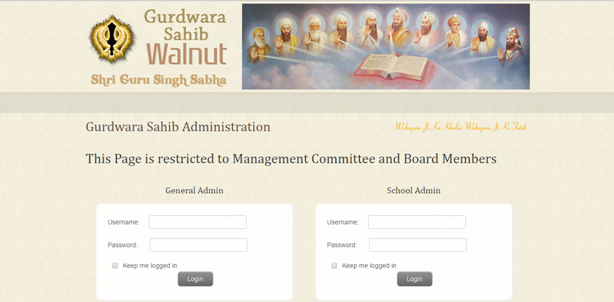 Gurdwara
Sahib
Walnut
Shri Guru Singh Sabha
Gurdwara Sahib Administration
Waheguru Ji Ka Khalsa Waheguru Ji Ki Fateh
This Page is restricted to Management Committee and Board Members
General Admin
School Admin
Username:
Username:
Password:
Password:
Keep me logged in
Keep me logged in
Login
Login